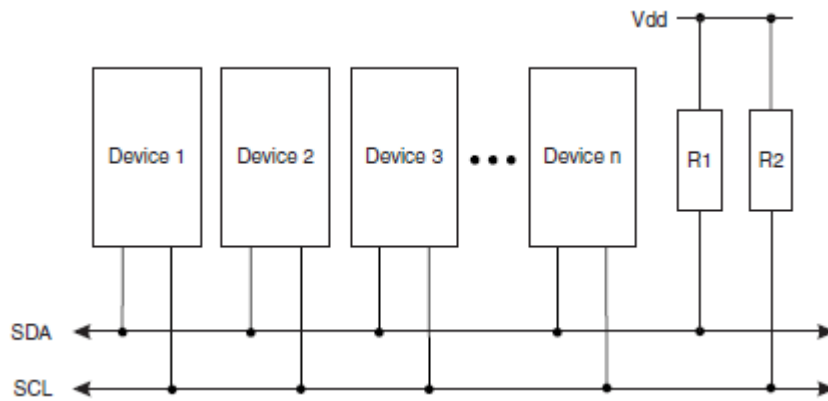 Vdd
Device 1
Device 2
Device 3
Device n
R1
R2
SDA
SCL